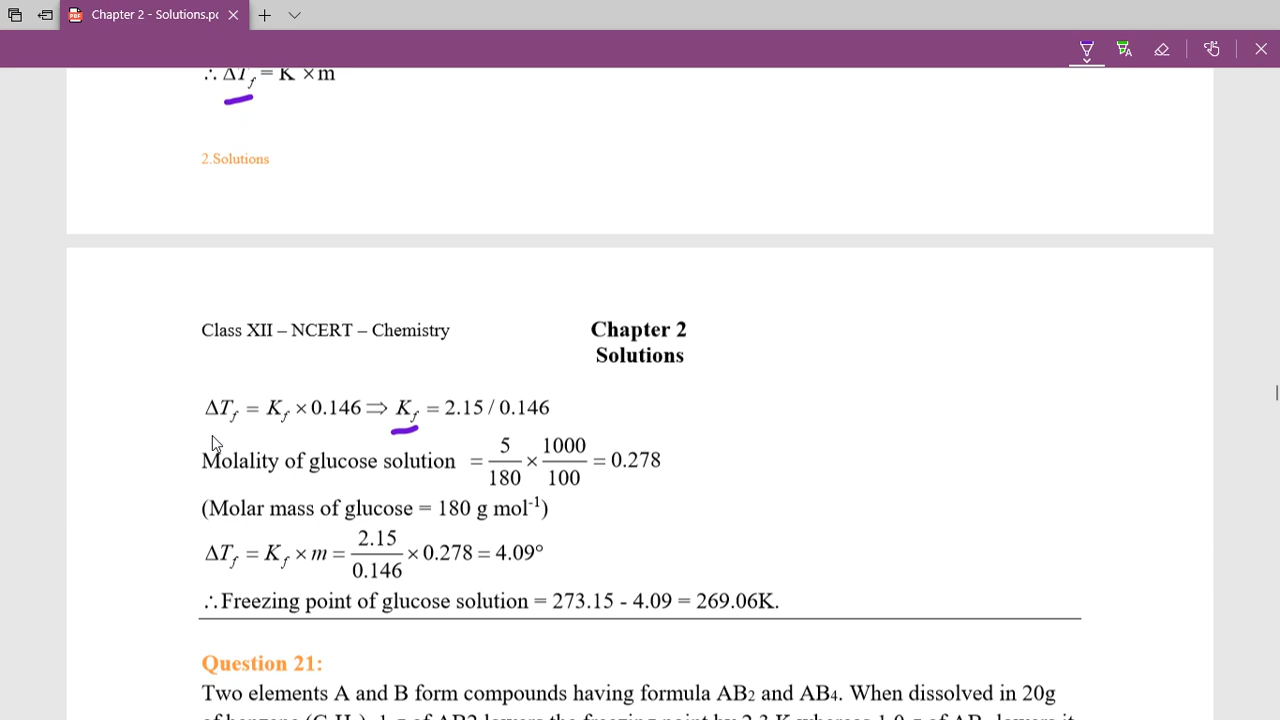 Chapter 2 - Solutions.pc
∴ ΔT_f = K × m
2.Solutions
Class XII – NCERT – Chemistry
Chapter 2
Solutions
ΔT_f = K_f × 0.146 ⇒ K_f = 2.15 / 0.146
Molality of glucose solution = 5/180 × 1000/100 = 0.278
(Molar mass of glucose = 180 g mol⁻¹)
ΔT_f = K_f × m = 2.15/0.146 × 0.278 = 4.09°
∴ Freezing point of glucose solution = 273.15 - 4.09 = 269.06K.
Question 21:
Two elements A and B form compounds having formula AB₂ and AB₄. When dissolved in 20g